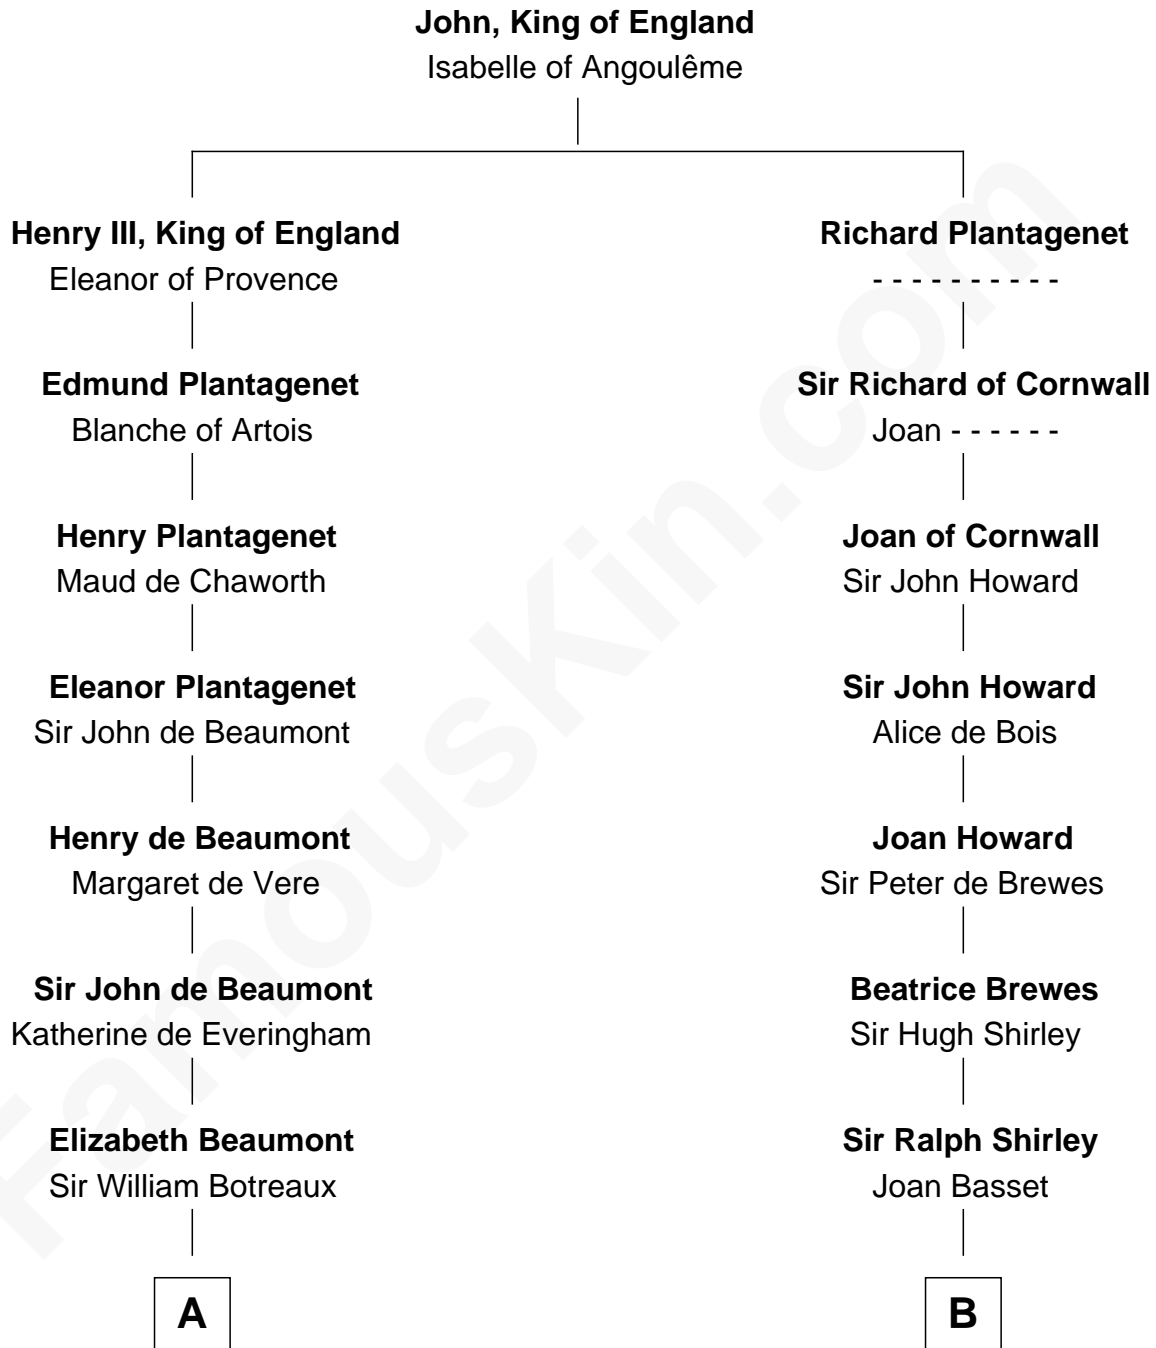 John, King of England
Isabelle of Angoulême
Henry III, King of England
Eleanor of Provence
Edmund Plantagenet
Blanche of Artois
Henry Plantagenet
Maud de Chaworth
Eleanor Plantagenet
Sir John de Beaumont
Henry de Beaumont
Margaret de Vere
Sir John de Beaumont
Katherine de Everingham
Elizabeth Beaumont
Sir William Botreaux
A
Richard Plantagenet
- - - - - - - - - -
Sir Richard of Cornwall
Joan - - - - - -
Joan of Cornwall
Sir John Howard
Sir John Howard
Alice de Bois
Joan Howard
Sir Peter de Brewes
Beatrice Brewes
Sir Hugh Shirley
Sir Ralph Shirley
Joan Basset
B
FamousKin.com